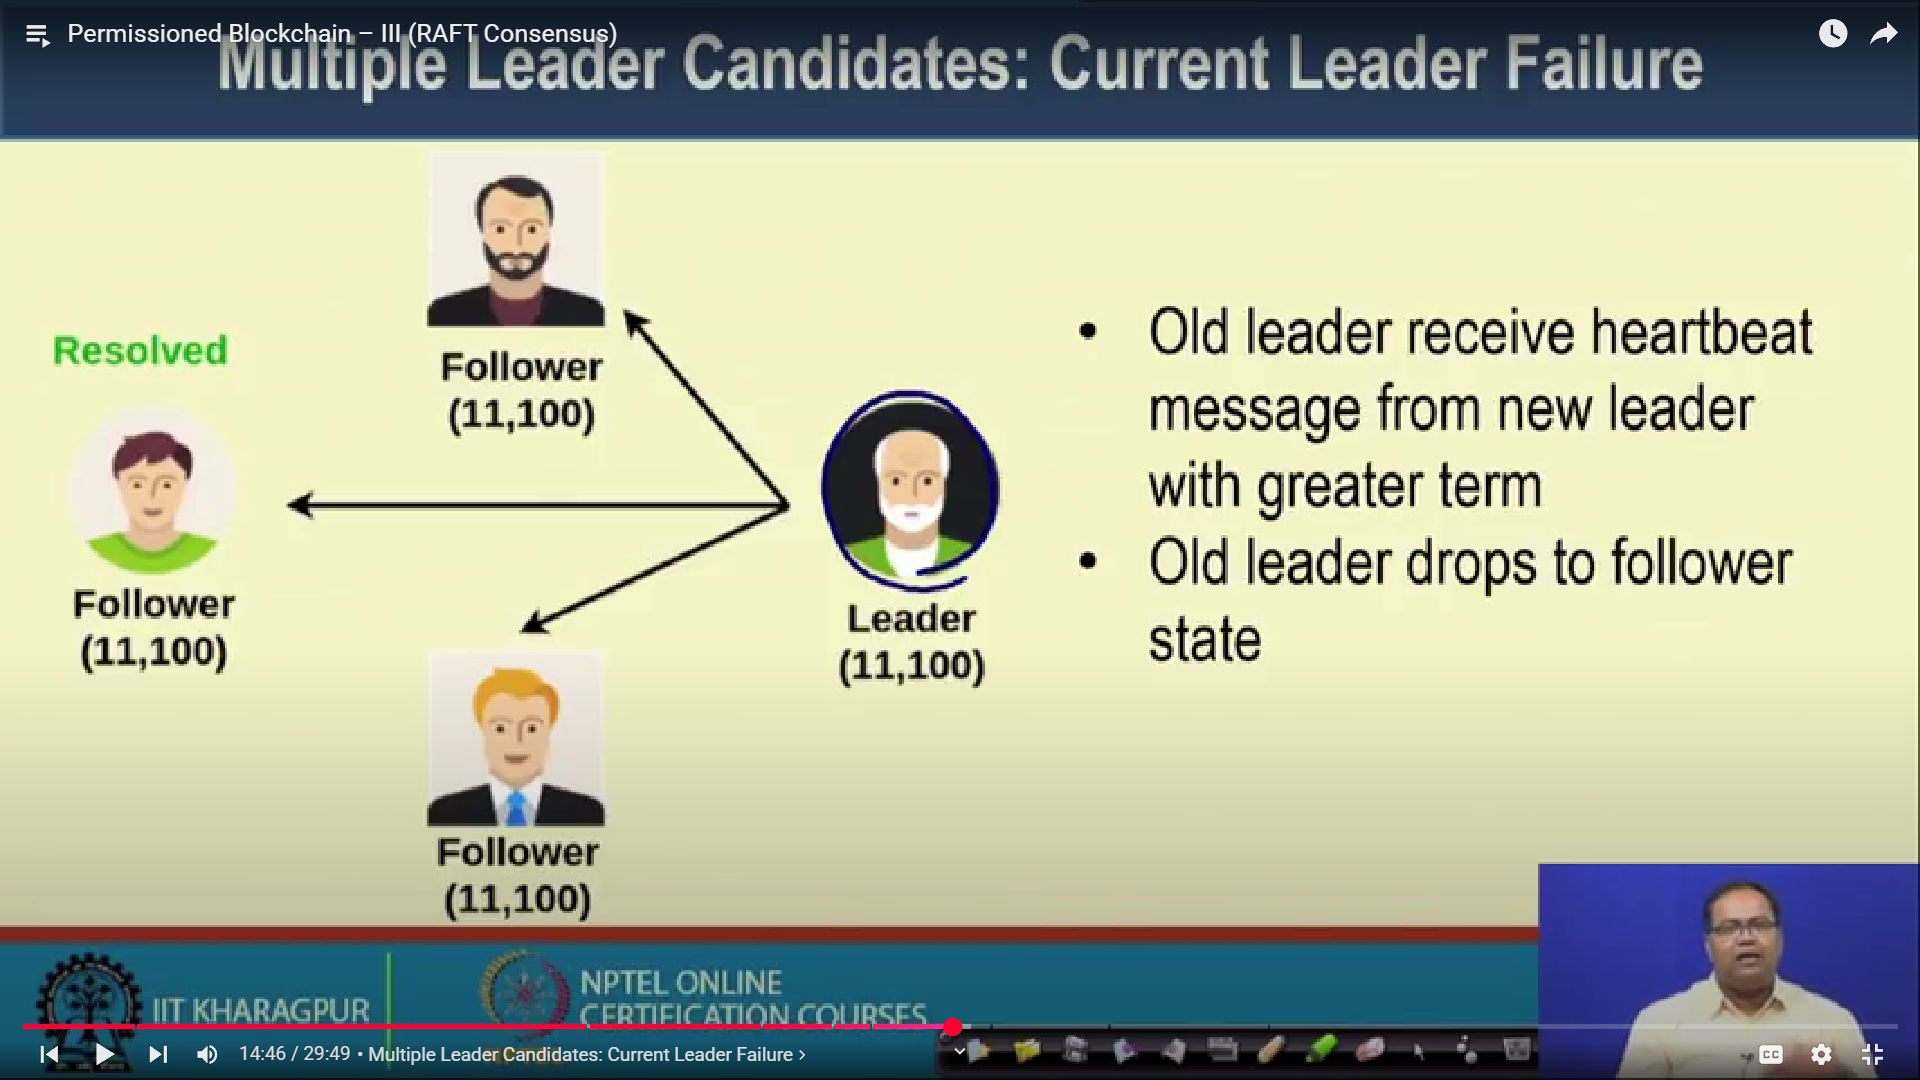 Permissioned Blockchain – III (RAFT Consensus)
Multiple Leader Candidates: Current Leader Failure
Resolved
Follower
(11,100)
Follower
(11,100)
Follower
(11,100)
Leader
(11,100)
• Old leader receive heartbeat
message from new leader
with greater term
• Old leader drops to follower
state
IIT KHARAGPUR
NPTEL ONLINE
CERTIFICATION COURSES
14:46 / 29:49 • Multiple Leader Candidates: Current Leader Failure ›
CC